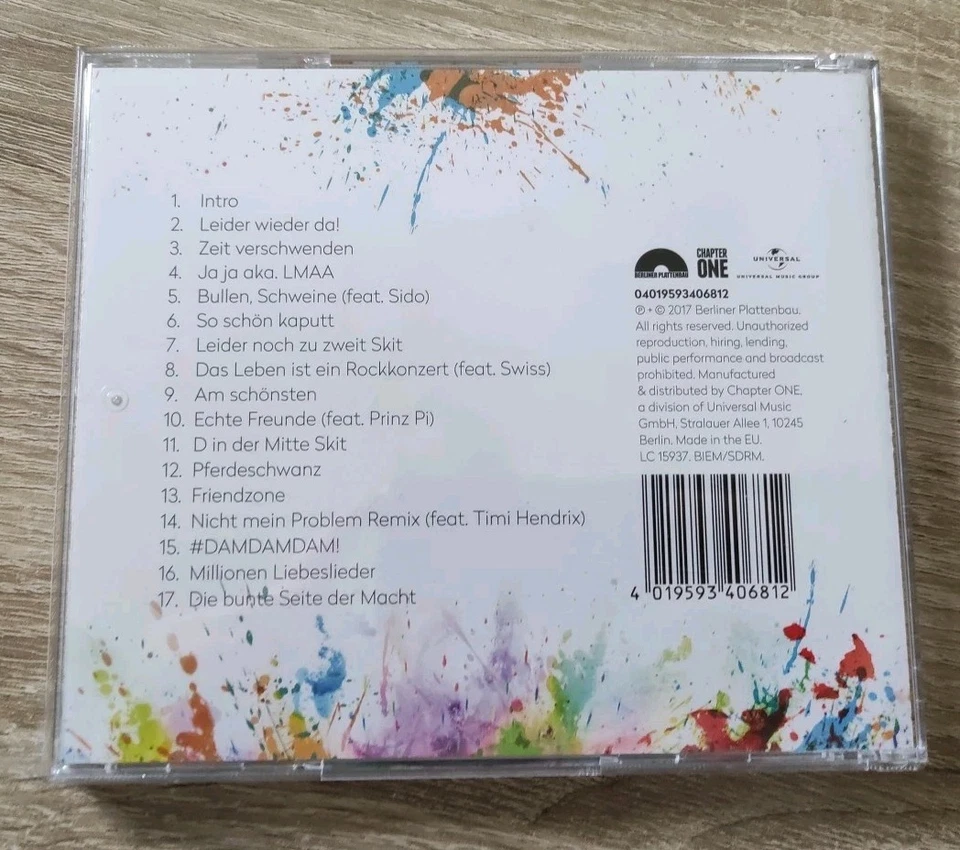 1. Intro
2. Leider wieder da!
3. Zeit verschwenden
4. Ja ja aka. LMAA
5. Bullen, Schweine (feat. Sido)
6. So schön kaputt
7. Leider noch zu zweit Skit
8. Das Leben ist ein Rockkonzert (feat. Swiss)
9. Am schönsten
10. Echte Freunde (feat. Prinz Pi)
11. D in der Mitte Skit
12. Pferdeschwanz
13. Friendzone
14. Nicht mein Problem Remix (feat. Timi Hendrix)
15. #DAMDAMDAM!
16. Millionen Liebeslieder
17. Die bunte Seite der Macht
BERLINER PLATTENBAU
CHAPTER
ONE
UNIVERSAL
UNIVERSAL MUSIC GROUP
04019593406812
℗ + © 2017 Berliner Plattenbau.
All rights reserved. Unauthorized
reproduction, hiring, lending,
public performance and broadcast
prohibited. Manufactured
& distributed by Chapter ONE,
a division of Universal Music
GmbH, Stralauer Allee 1, 10245
Berlin. Made in the EU.
LC 15937. BIEM/SDRM.
4 019593 406812